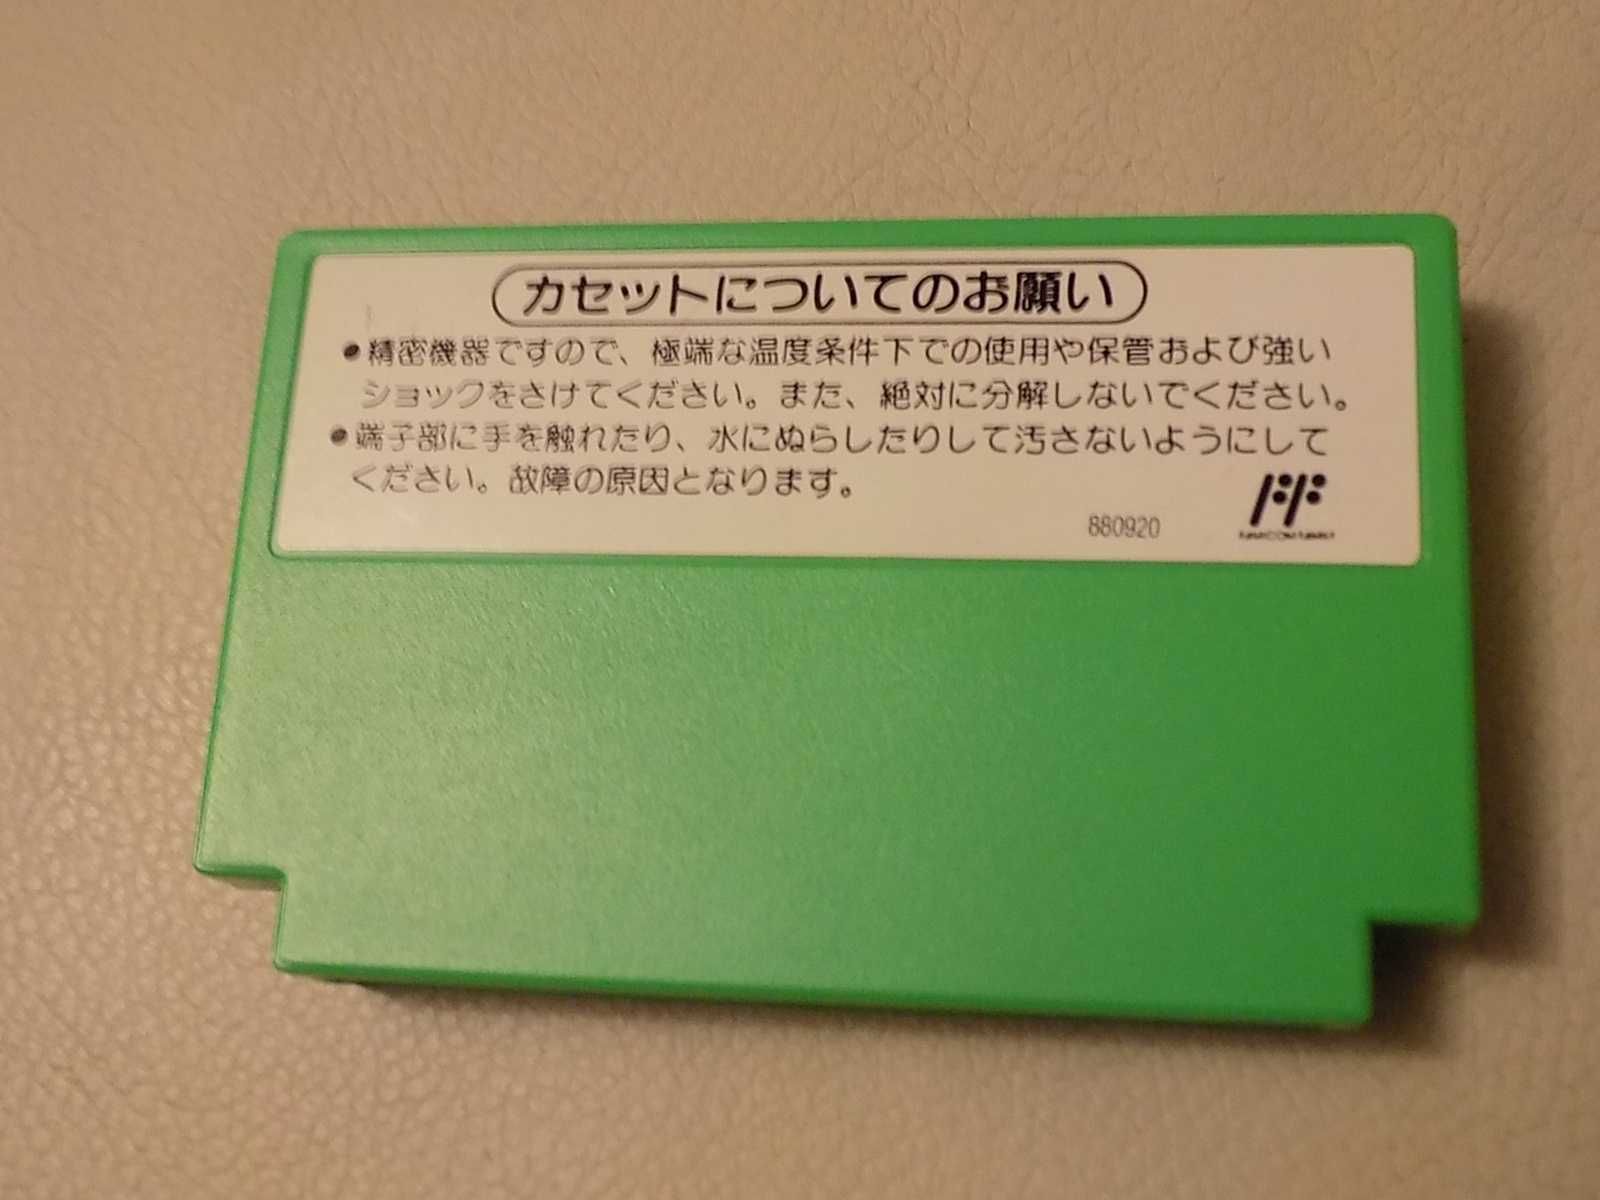 カセットについてのお願い
●精密機器ですので、極端な温度条件下での使用や保管および強い
ショックをさけてください。また、絶対に分解しないでください。
●端子部に手を触れたり、水にぬらしたりして汚さないようにして
ください。故障の原因となります。
880920